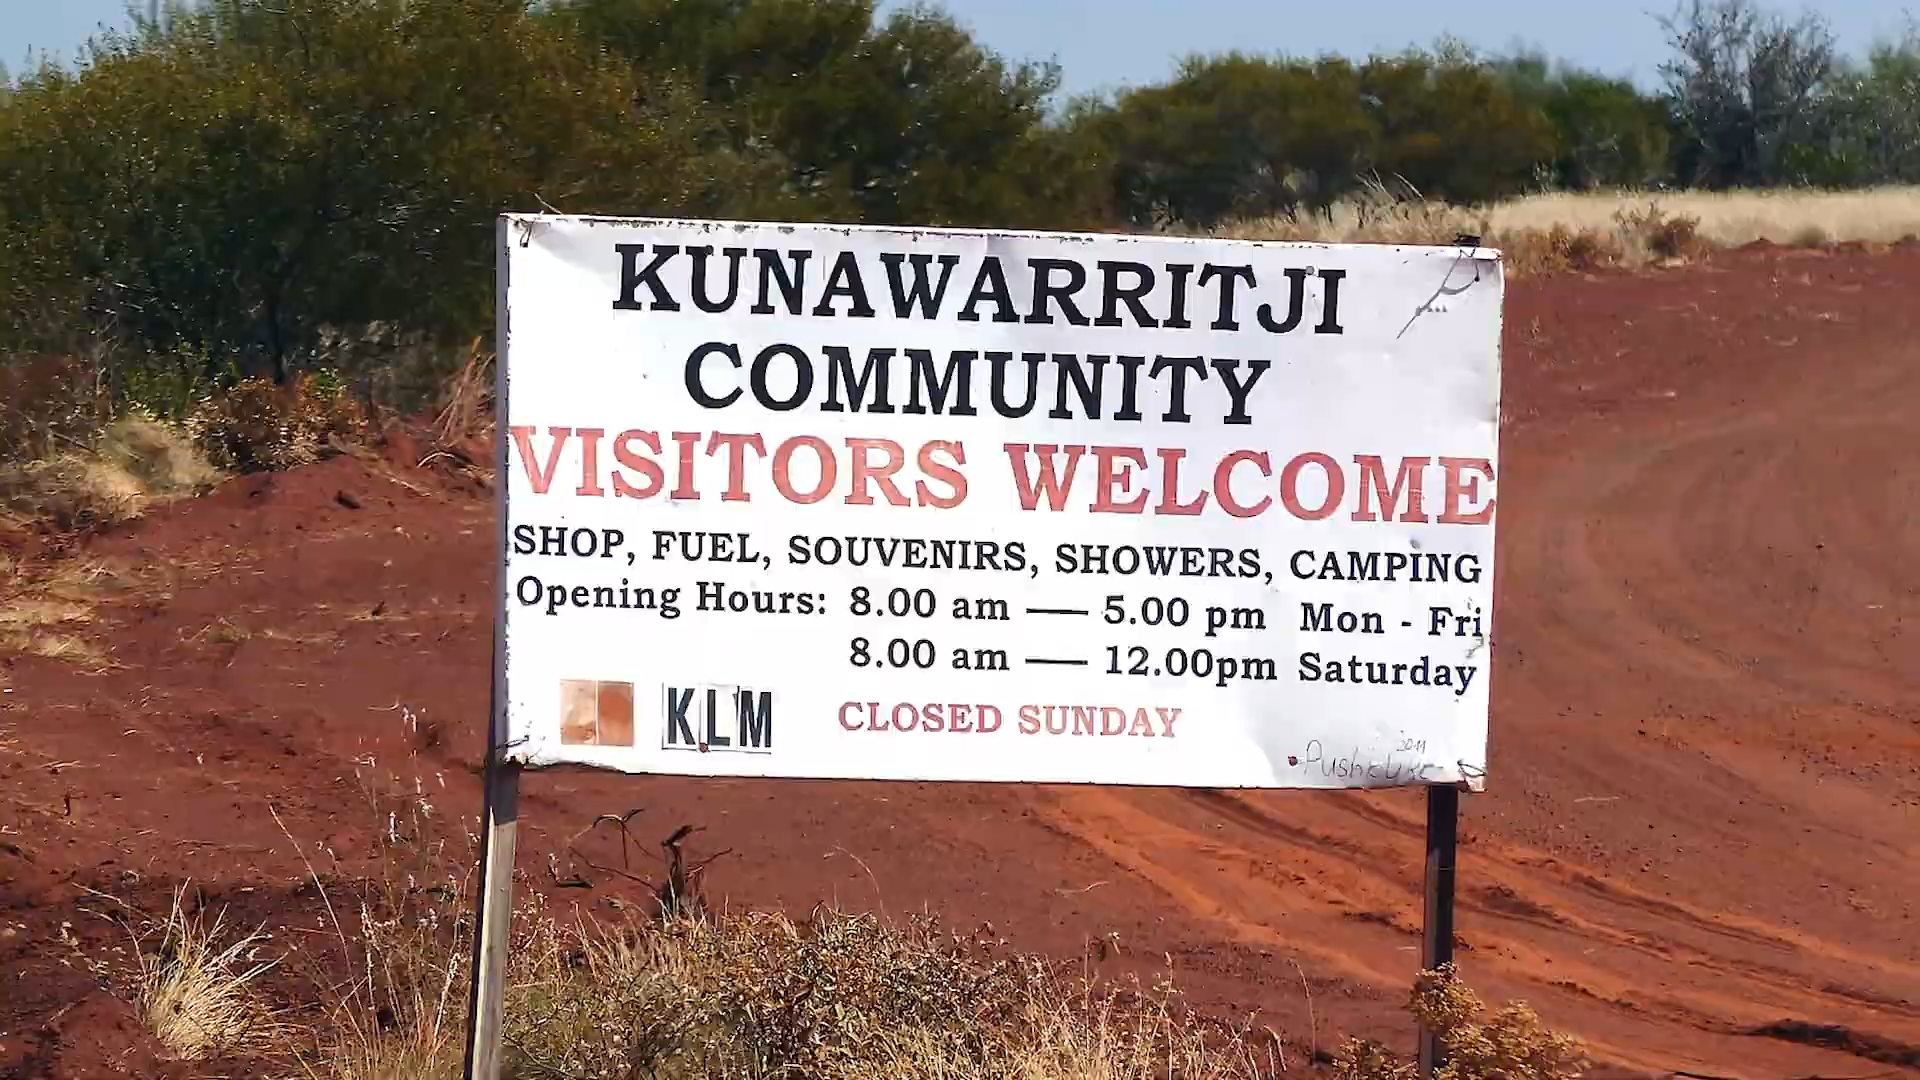 KUNAWARRITJI
COMMUNITY
VISITORS WELCOME
SHOP, FUEL, SOUVENIRS, SHOWERS, CAMPING
Opening Hours: 8.00 am — 5.00 pm Mon - Fri
8.00 am — 12.00pm Saturday
KLM CLOSED SUNDAY
2011